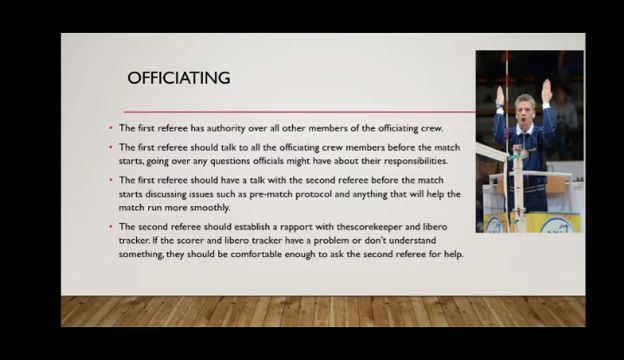 OFFICIATING
• The first referee has authority over all other members of the officiating crew.
• The first referee should talk to all the officiating crew members before the match
starts, going over any questions officials might have about their responsibilities.
• The first referee should have a talk with the second referee before the match
starts discussing issues such as pre-match protocol and anything that will help the
match run more smoothly.
• The second referee should establish a rapport with thescorekeeper and libero
tracker. If the scorer and libero tracker have a problem or don't understand
something, they should be comfortable enough to ask the second referee for help.